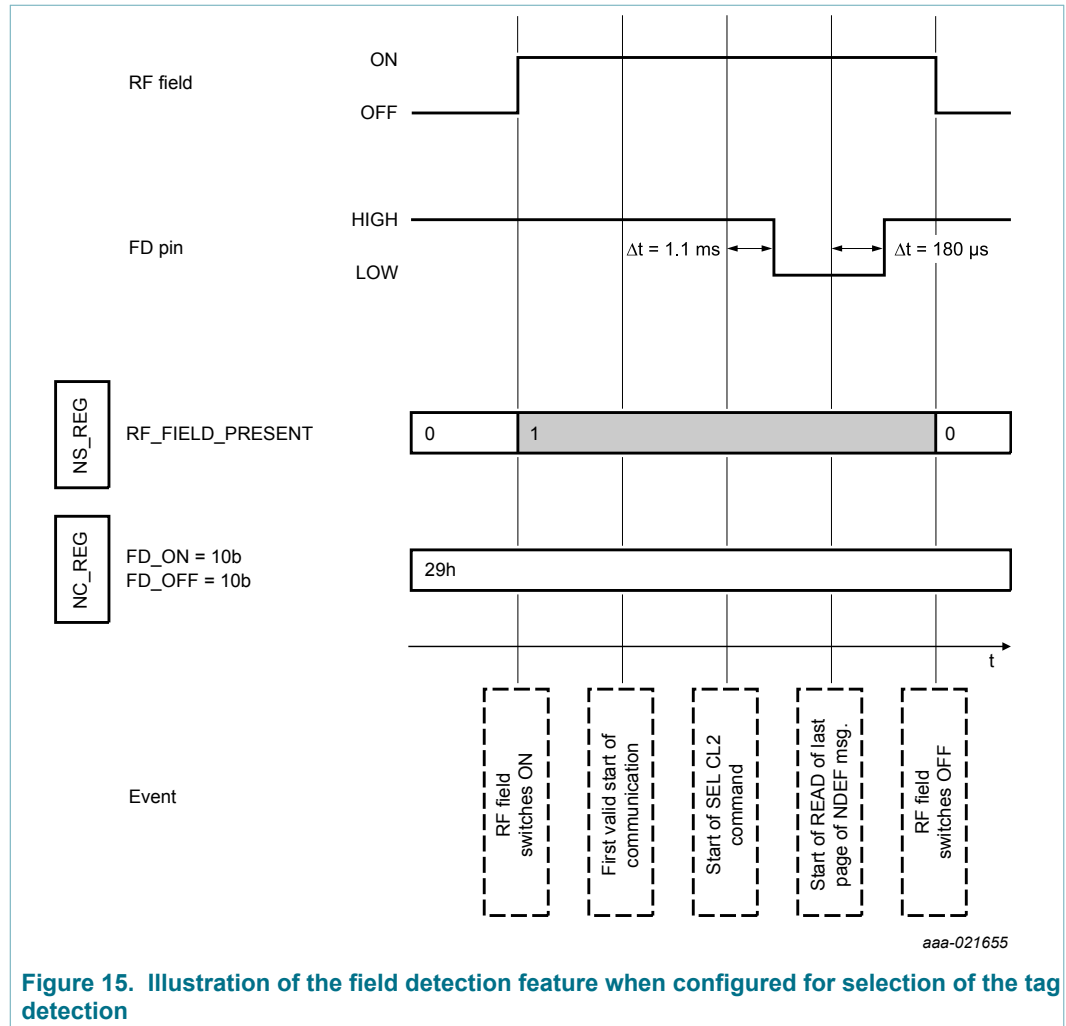 RF field
ON
OFF
FD pin
HIGH
LOW
Δt = 1.1 ms
Δt = 180 µs
NS_REG
RF_FIELD_PRESENT
0
1
0
NC_REG
FD_ON = 10b
FD_OFF = 10b
29h
t
Event
RF field
switches ON
First valid start of
communication
Start of SEL CL2
command
Start of READ of last
page of NDEF msg.
RF field
switches OFF
aaa-021655
Figure 15. Illustration of the field detection feature when configured for selection of the tag
detection